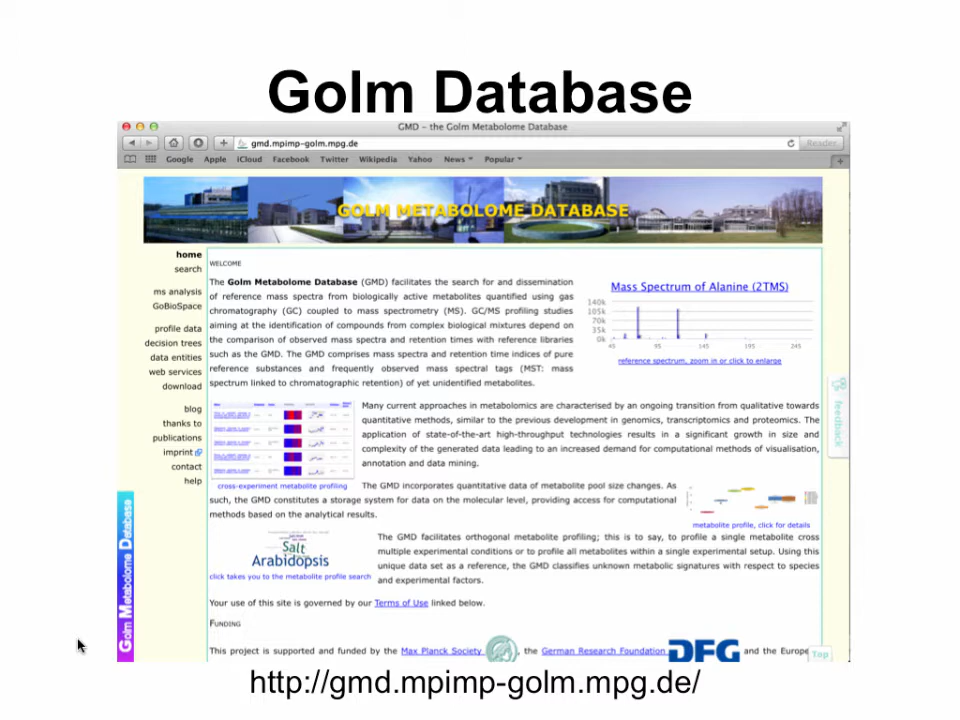 Golm Database
GMD - the Golm Metabolome Database
gmd.mpimp-golm.mpg.de
Reader
Google Apple iCloud Facebook Twitter Wikipedia Yahoo News Popular
GOLM METABOLOME DATABASE
home
search
ms analysis
GoBioSpace
profile data
decision trees
data entities
web services
download
blog
thanks to
publications
imprint
contact
help
Golm Metabolome Database
WELCOME
The Golm Metabolome Database (GMD) facilitates the search for and dissemination
of reference mass spectra from biologically active metabolites quantified using gas
chromatography (GC) coupled to mass spectrometry (MS). GC/MS profiling studies
aiming at the identification of compounds from complex biological mixtures depend on
the comparison of observed mass spectra and retention times with reference libraries
such as the GMD. The GMD comprises mass spectra and retention time indices of pure
reference substances and frequently observed mass spectral tags (MST: mass
spectrum linked to chromatographic retention) of yet unidentified metabolites.
Mass Spectrum of Alanine (2TMS)
140k
105k
70k
35k
0k
45 95 145 195 245
reference spectrum, zoom in or click to enlarge
feedback
Many current approaches in metabolomics are characterised by an ongoing transition from qualitative towards
quantitative methods, similar to the previous development in genomics, transcriptomics and proteomics. The
application of state-of-the-art high-throughput technologies results in a significant growth in size and
complexity of the generated data leading to an increased demand for computational methods of visualisation,
annotation and data mining.
cross-experiment metabolite profiling
The GMD incorporates quantitative data of metabolite pool size changes. As
such, the GMD constitutes a storage system for data on the molecular level, providing access for computational
methods based on the analytical results.
metabolite profile, click for details
Salt
Arabidopsis
click takes you to the metabolite profile search
The GMD facilitates orthogonal metabolite profiling; this is to say, to profile a single metabolite cross
multiple experimental conditions or to profile all metabolites within a single experimental setup. Using this
unique data set as a reference, the GMD classifies unknown metabolic signatures with respect to species
and experimental factors.
Your use of this site is governed by our Terms of Use linked below.
FUNDING
This project is supported and funded by the Max Planck Society , the German Research Foundation DFG and the Europe
Top
http://gmd.mpimp-golm.mpg.de/